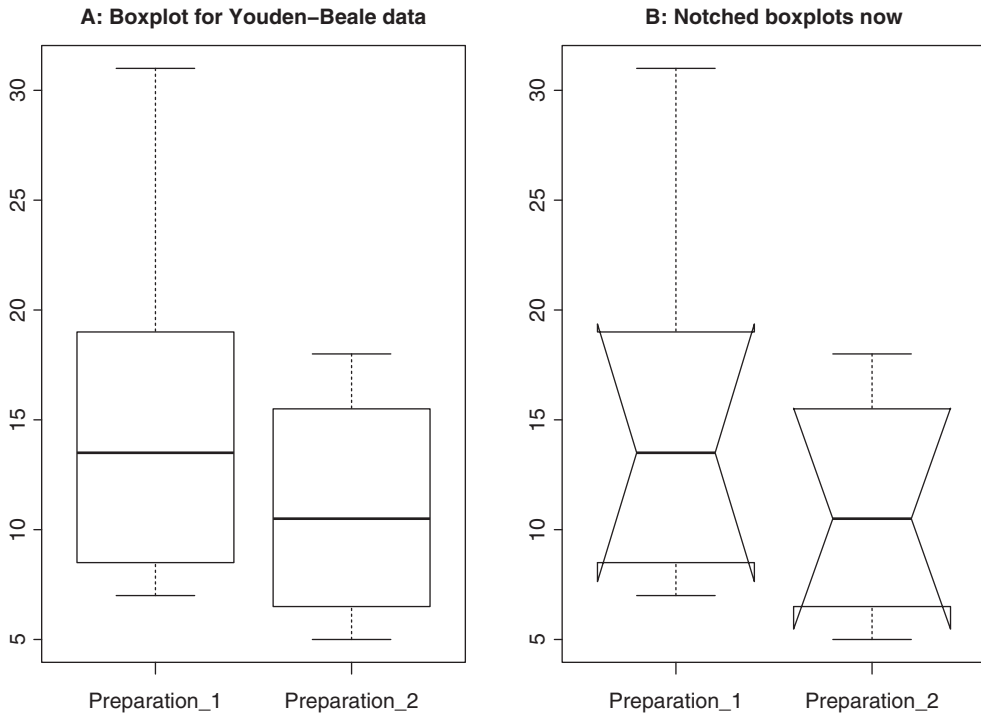 A: Boxplot for Youden−Beale data
30
25
20
15
10
5
Preparation_1
Preparation_2
B: Notched boxplots now
30
25
20
15
10
5
Preparation_1
Preparation_2